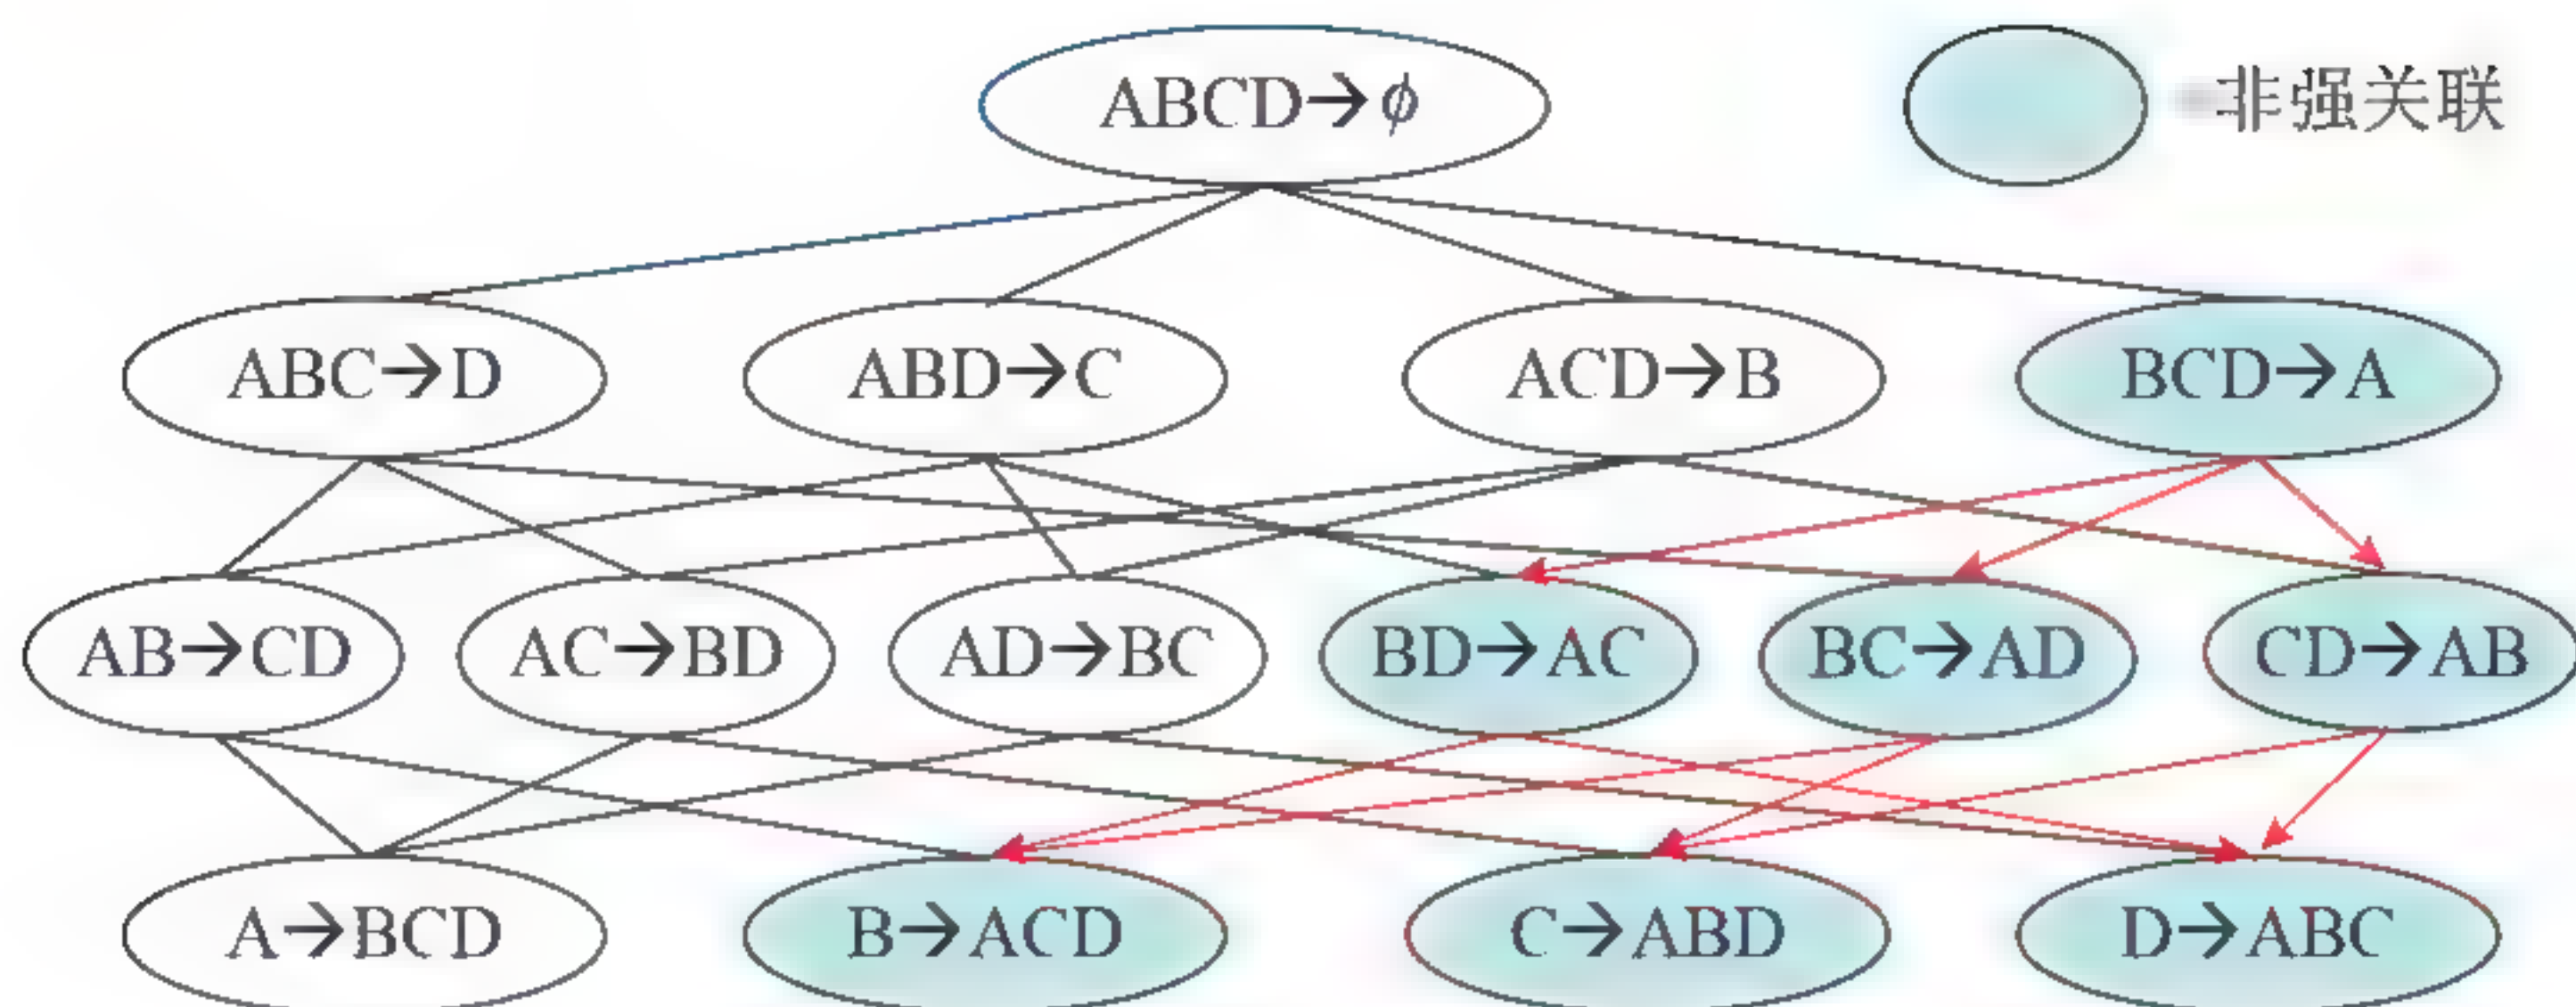 ABCD→ϕ
非强关联
ABC→D
ABD→C
ACD→B
BCD→A
AB→CD
AC→BD
AD→BC
BD→AC
BC→AD
CD→AB
A→BCD
B→ACD
C→ABD
D→ABC